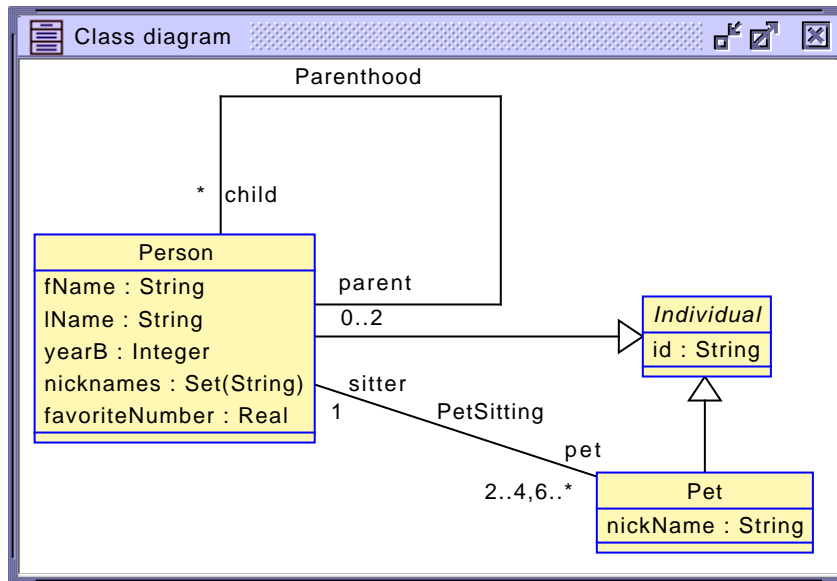 Class diagram
Parenthood
* child
Person
fName : String
lName : String
yearB : Integer
nicknames : Set(String)
favoriteNumber : Real
parent
0..2
Individual
id : String
sitter
1
PetSitting
pet
2..4,6..*
Pet
nickName : String